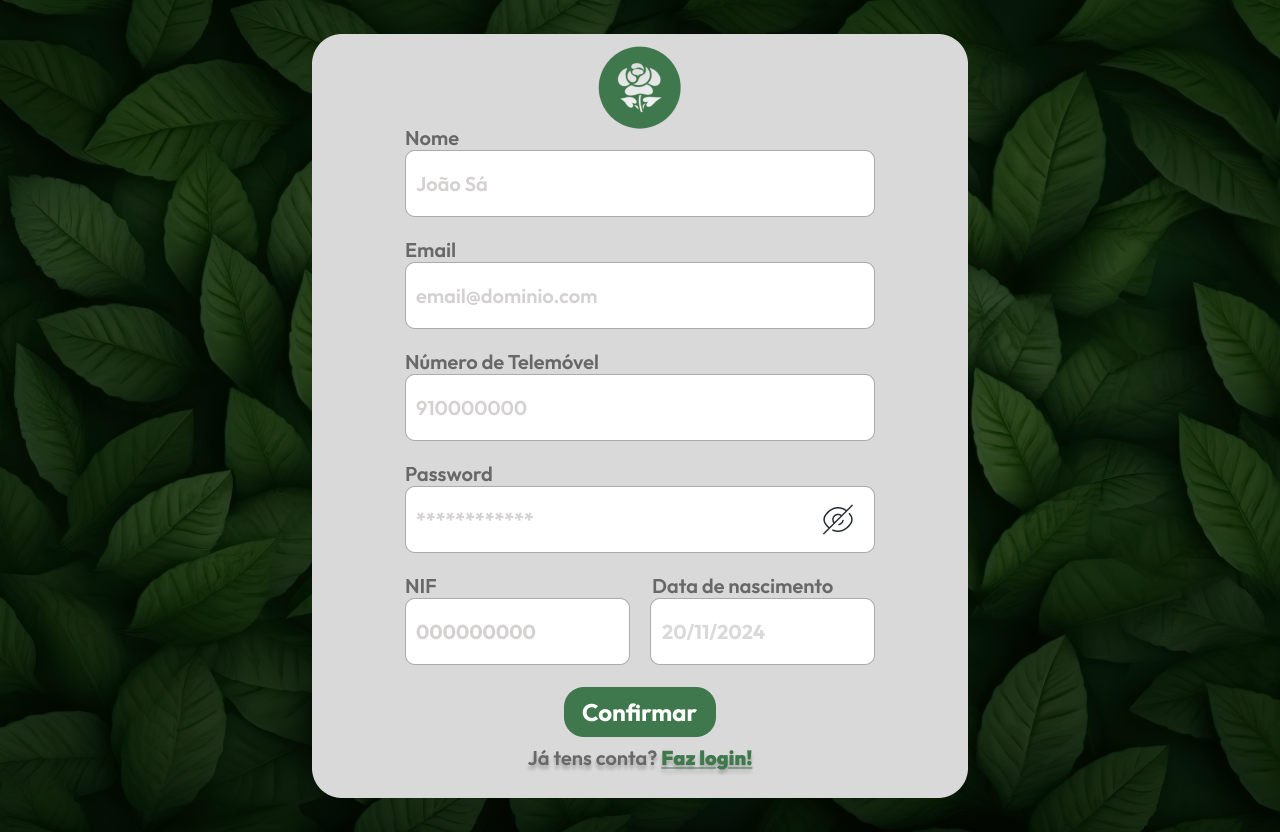 Nome
João Sá
Email
email@dominio.com
Número de Telemóvel
910000000
Password
************
NIF
Data de nascimento
000000000
20/11/2024
Confirmar
Já tens conta? Faz login!